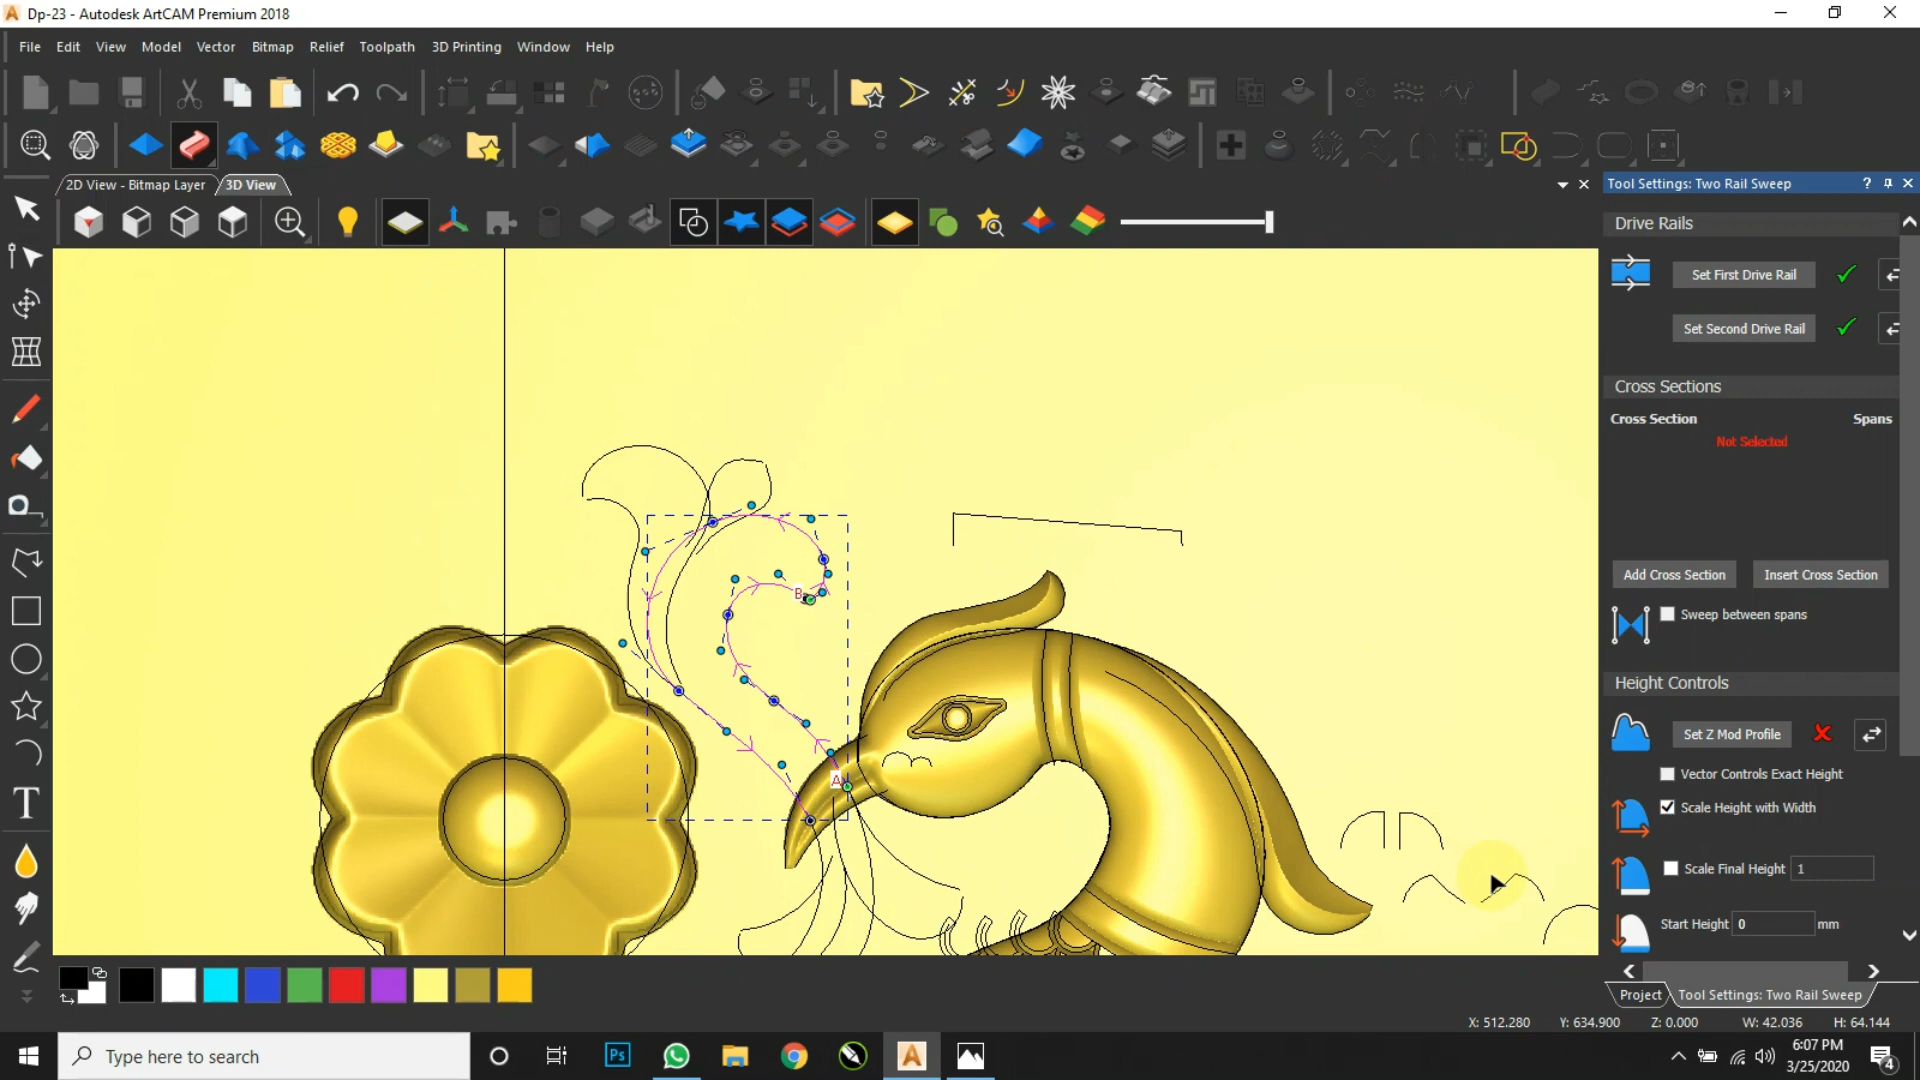 Dp-23 - Autodesk ArtCAM Premium 2018
File Edit View Model Vector Bitmap Relief Toolpath 3D Printing Window Help
2D View - Bitmap Layer 3D View
Tool Settings: Two Rail Sweep
Drive Rails
Set First Drive Rail
Set Second Drive Rail
Cross Sections
Cross Section Spans
Not Selected
Add Cross Section Insert Cross Section
Sweep between spans
Height Controls
Set Z Mod Profile
Vector Controls Exact Height
Scale Height with Width
Scale Final Height 1
Start Height 0 mm
Project Tool Settings: Two Rail Sweep
B
A
X: 512.280 Y: 634.900 Z: 0.000 W: 42.036 H: 64.144
Type here to search
Ps
6:07 PM
3/25/2020
4